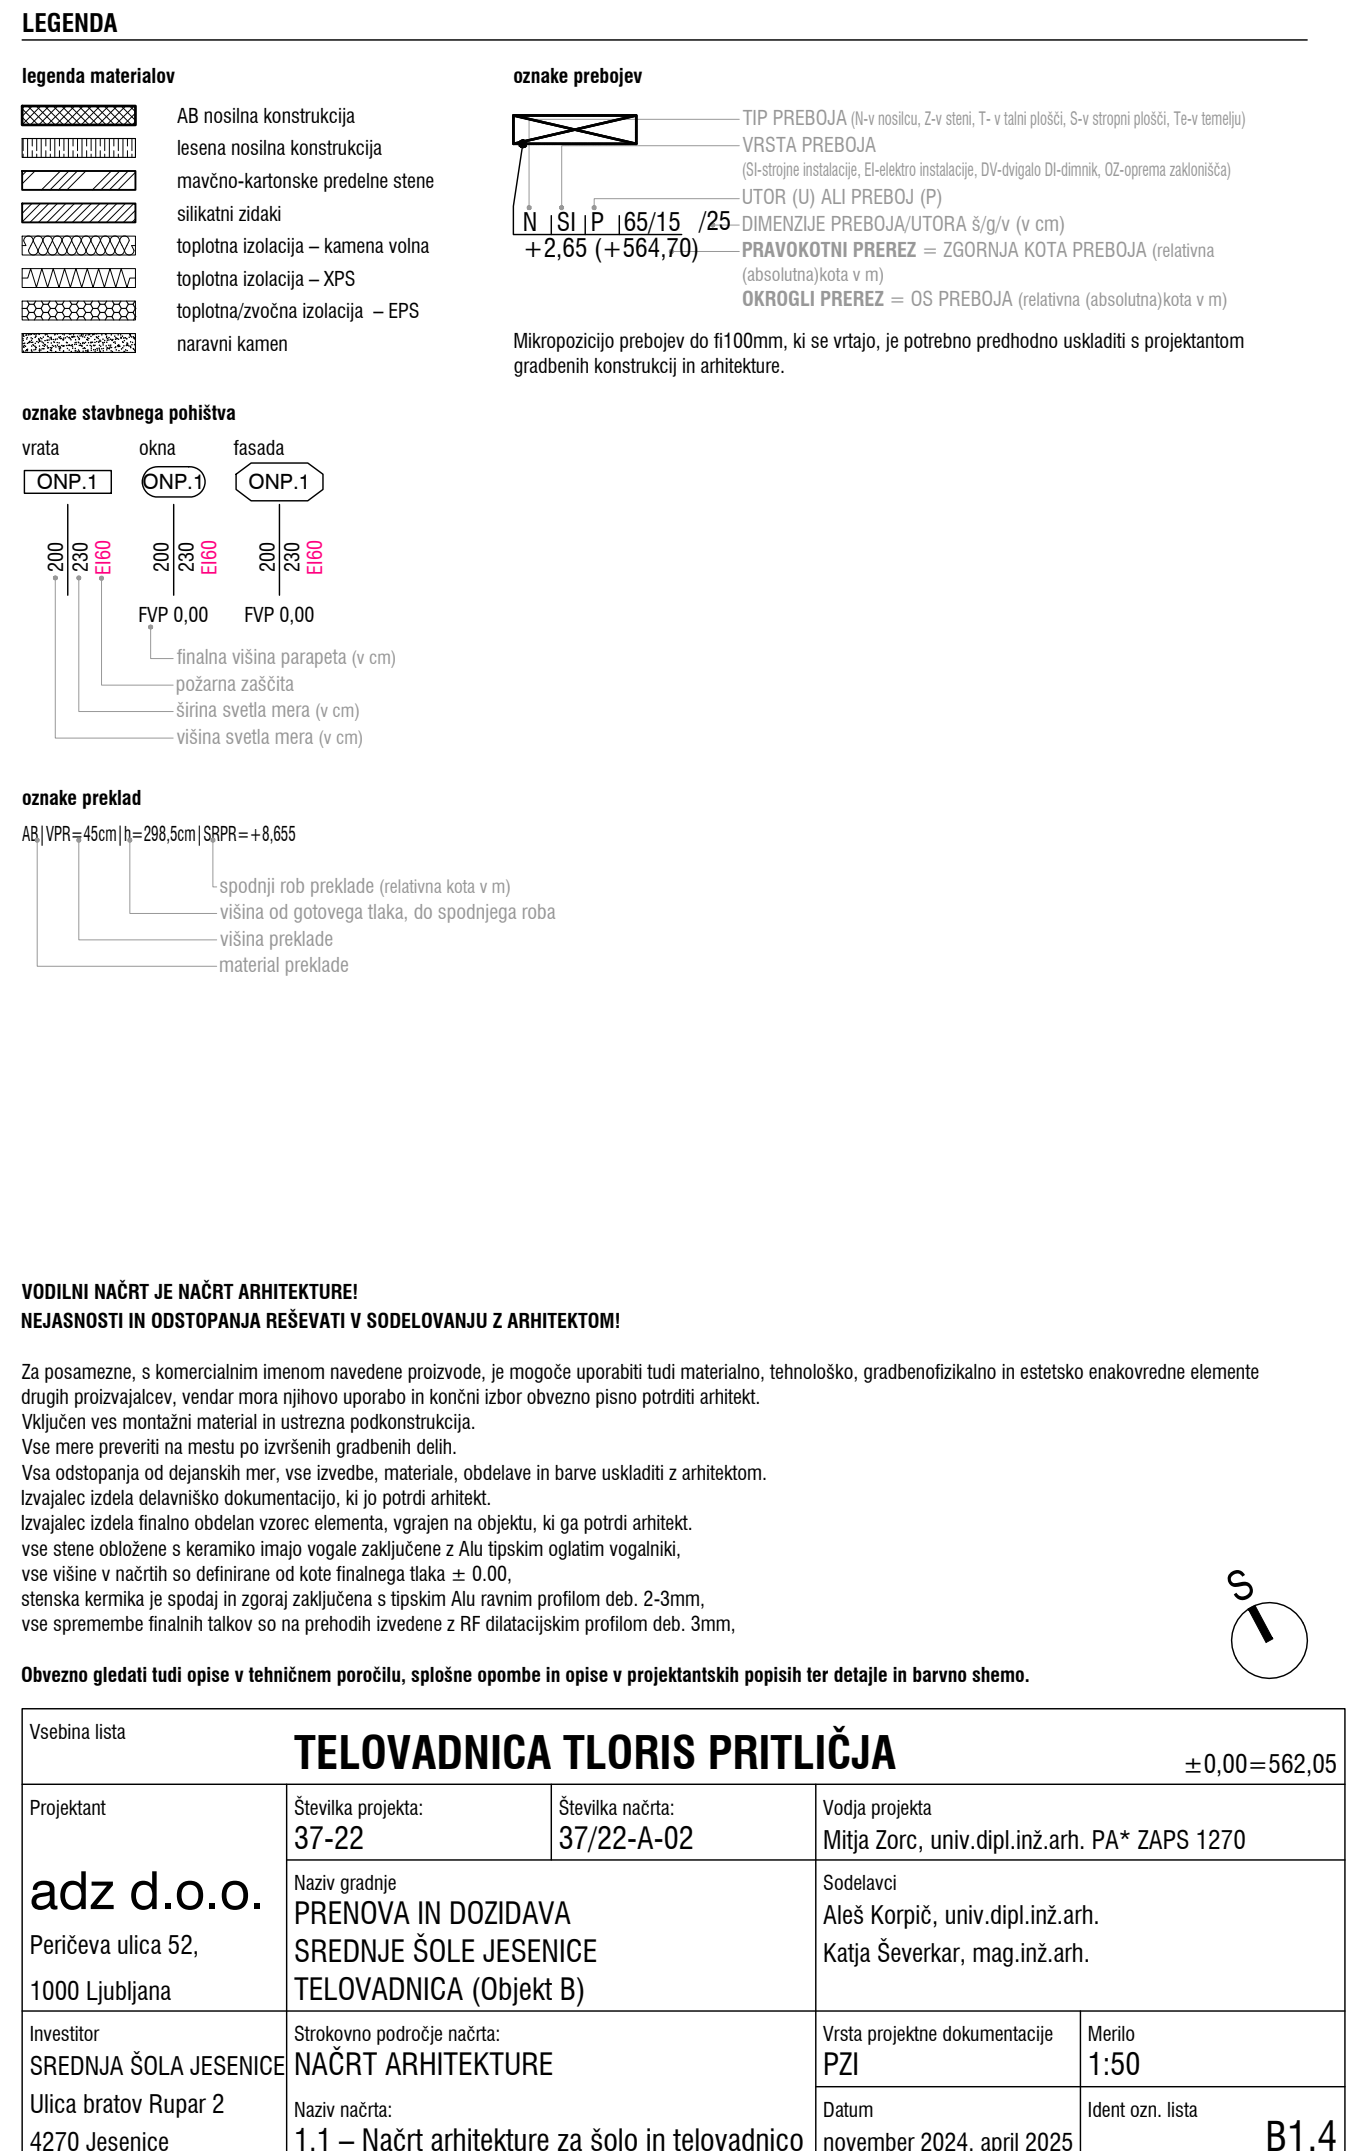 LEGENDA
legenda materialov
AB nosilna konstrukcija
lesena nosilna konstrukcija
mavčno-kartonske predelne stene
silikatni zidaki
toplotna izolacija – kamena volna
toplotna izolacija – XPS
toplotna/zvočna izolacija – EPS
naravni kamen
oznake prebojev
TIP PREBOJA (N-v nosilcu, Z-v steni, T- v talni plošči, S-v stropni plošči, Te-v temelju)
VRSTA PREBOJA
(SI-strojne instalacije, EI-elektro instalacije, DV-dvigalo DI-dimnik, OZ-oprema zaklonišča)
UTOR (U) ALI PREBOJ (P)
N |SI |P |65/15 /25 DIMENZIJE PREBOJA/UTORA š/g/v (v cm)
+2,65 (+564,70) PRAVOKOTNI PREREZ = ZGORNJA KOTA PREBOJA (relativna
(absolutna)kota v m)
OKROGLI PREREZ = OS PREBOJA (relativna (absolutna)kota v m)
Mikropozicijo prebojev do fi100mm, ki se vrtajo, je potrebno predhodno uskladiti s projektantom
gradbenih konstrukcij in arhitekture.
oznake stavbnega pohištva
vrata okna fasada
ONP.1 ONP.1 ONP.1
200 230 EI60 200 230 EI60 200 230 EI60
FVP 0,00 FVP 0,00
finalna višina parapeta (v cm)
požarna zaščita
širina svetla mera (v cm)
višina svetla mera (v cm)
oznake preklad
AB|VPR=45cm|h=298,5cm|SRPR=+8,655
spodnji rob preklade (relativna kota v m)
višina od gotovega tlaka, do spodnjega roba
višina preklade
material preklade
VODILNI NAČRT JE NAČRT ARHITEKTURE!
NEJASNOSTI IN ODSTOPANJA REŠEVATI V SODELOVANJU Z ARHITEKTOM!
Za posamezne, s komercialnim imenom navedene proizvode, je mogoče uporabiti tudi materialno, tehnološko, gradbenofizikalno in estetsko enakovredne elemente
drugih proizvajalcev, vendar mora njihovo uporabo in končni izbor obvezno pisno potrditi arhitekt.
Vključen ves montažni material in ustrezna podkonstrukcija.
Vse mere preveriti na mestu po izvršenih gradbenih delih.
Vsa odstopanja od dejanskih mer, vse izvedbe, materiale, obdelave in barve uskladiti z arhitektom.
Izvajalec izdela delavniško dokumentacijo, ki jo potrdi arhitekt.
Izvajalec izdela finalno obdelan vzorec elementa, vgrajen na objektu, ki ga potrdi arhitekt.
vse stene obložene s keramiko imajo vogale zaključene z Alu tipskim oglatim vogalniki,
vse višine v načrtih so definirane od kote finalnega tlaka ± 0.00,
stenska kermika je spodaj in zgoraj zaključena s tipskim Alu ravnim profilom deb. 2-3mm,
vse spremembe finalnih talkov so na prehodih izvedene z RF dilatacijskim profilom deb. 3mm,
S
Obvezno gledati tudi opise v tehničnem poročilu, splošne opombe in opise v projektantskih popisih ter detajle in barvno shemo.
Vsebina lista
TELOVADNICA TLORIS PRITLIČJA
±0,00=562,05
Projektant
adz d.o.o.
Peričeva ulica 52,
1000 Ljubljana
Številka projekta:
37-22
Številka načrta:
37/22-A-02
Vodja projekta
Mitja Zorc, univ.dipl.inž.arh. PA* ZAPS 1270
Naziv gradnje
PRENOVA IN DOZIDAVA
SREDNJE ŠOLE JESENICE
TELOVADNICA (Objekt B)
Sodelavci
Aleš Korpič, univ.dipl.inž.arh.
Katja Ševerkar, mag.inž.arh.
Investitor
SREDNJA ŠOLA JESENICE
Ulica bratov Rupar 2
4270 Jesenice
Strokovno področje načrta:
NAČRT ARHITEKTURE
Naziv načrta:
1.1 – Načrt arhitekture za šolo in telovadnico
Vrsta projektne dokumentacije
PZI
Merilo
1:50
Datum
november 2024, april 2025
Ident ozn. lista
B1.4